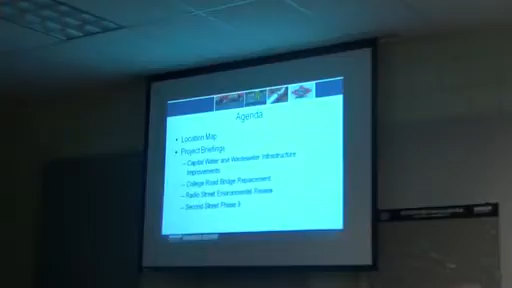 Agenda
• Location Map
• Project Briefings
– Capital Water and Wastewater Infrastructure
Improvements
– College Road Bridge Replacement
– Radio Street Environmental Review
– Second Street Phase II